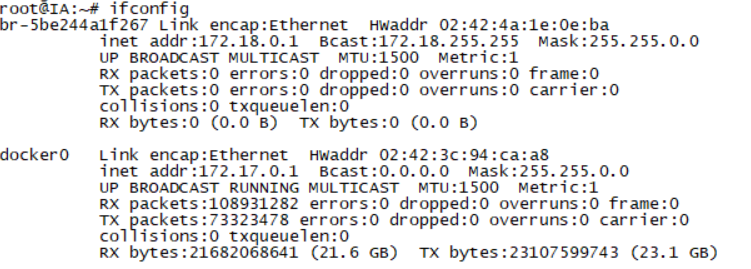 root@IA:~# ifconfig
br-5be244a1f267 Link encap:Ethernet  HWaddr 02:42:4a:1e:0e:ba
          inet addr:172.18.0.1  Bcast:172.18.255.255  Mask:255.255.0.0
          UP BROADCAST MULTICAST  MTU:1500  Metric:1
          RX packets:0 errors:0 dropped:0 overruns:0 frame:0
          TX packets:0 errors:0 dropped:0 overruns:0 carrier:0
          collisions:0 txqueuelen:0
          RX bytes:0 (0.0 B)  TX bytes:0 (0.0 B)

docker0   Link encap:Ethernet  HWaddr 02:42:3c:94:ca:a8
          inet addr:172.17.0.1  Bcast:0.0.0.0  Mask:255.255.0.0
          UP BROADCAST RUNNING MULTICAST  MTU:1500  Metric:1
          RX packets:108931282 errors:0 dropped:0 overruns:0 frame:0
          TX packets:73323478 errors:0 dropped:0 overruns:0 carrier:0
          collisions:0 txqueuelen:0
          RX bytes:21682068641 (21.6 GB)  TX bytes:23107599743 (23.1 GB)